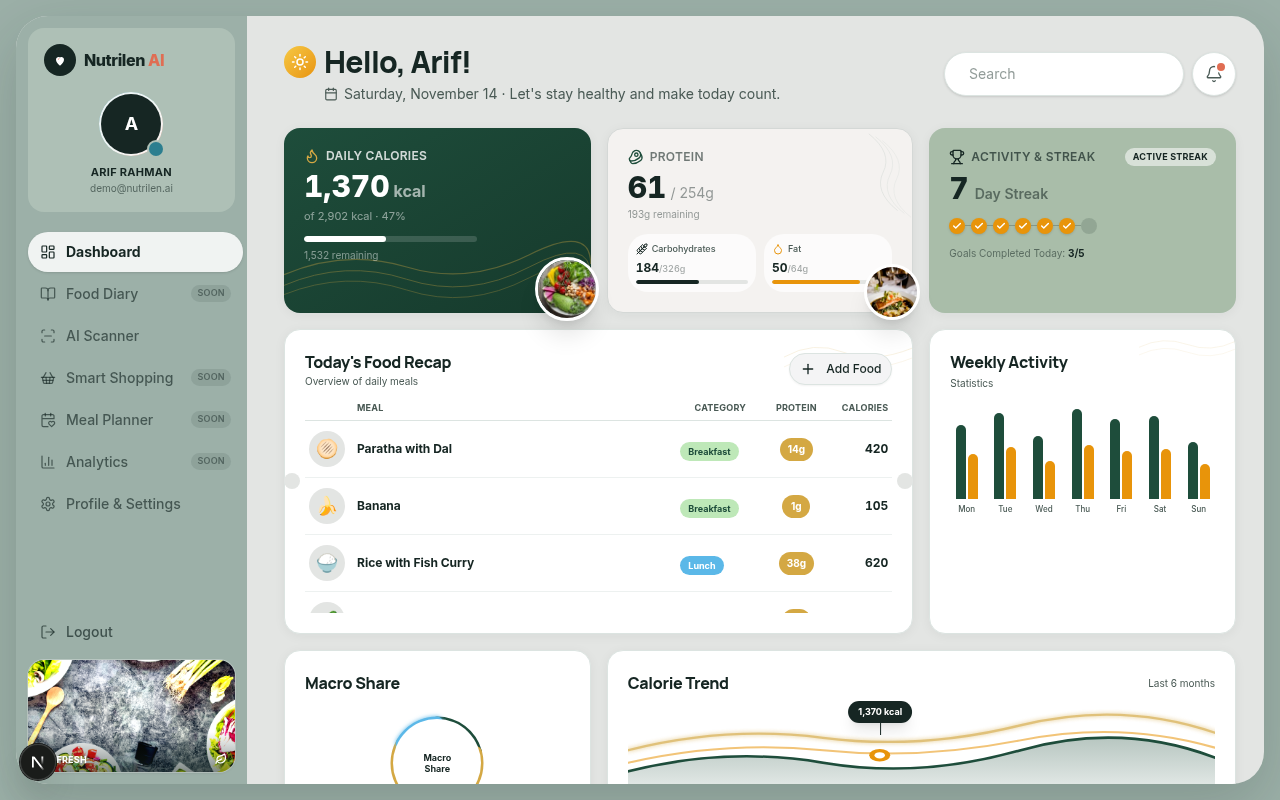 Nutrilen AI
A
ARIF RAHMAN
demo@nutrilen.ai
Dashboard
Food Diary SOON
AI Scanner
Smart Shopping SOON
Meal Planner SOON
Analytics SOON
Profile & Settings
Logout
N FRESH
Hello, Arif!
Saturday, November 14 · Let's stay healthy and make today count.
Search
DAILY CALORIES
1,370 kcal
of 2,902 kcal · 47%
1,532 remaining
PROTEIN
61 / 254g
193g remaining
Carbohydrates
184/326g
Fat
50/64g
ACTIVITY & STREAK ACTIVE STREAK
7 Day Streak
Goals Completed Today: 3/5
Today's Food Recap
Overview of daily meals
Add Food
MEAL CATEGORY PROTEIN CALORIES
Paratha with Dal Breakfast 14g 420
Banana Breakfast 1g 105
Rice with Fish Curry Lunch 38g 620
Weekly Activity
Statistics
Mon Tue Wed Thu Fri Sat Sun
Macro Share
Macro
Share
Calorie Trend Last 6 months
1,370 kcal